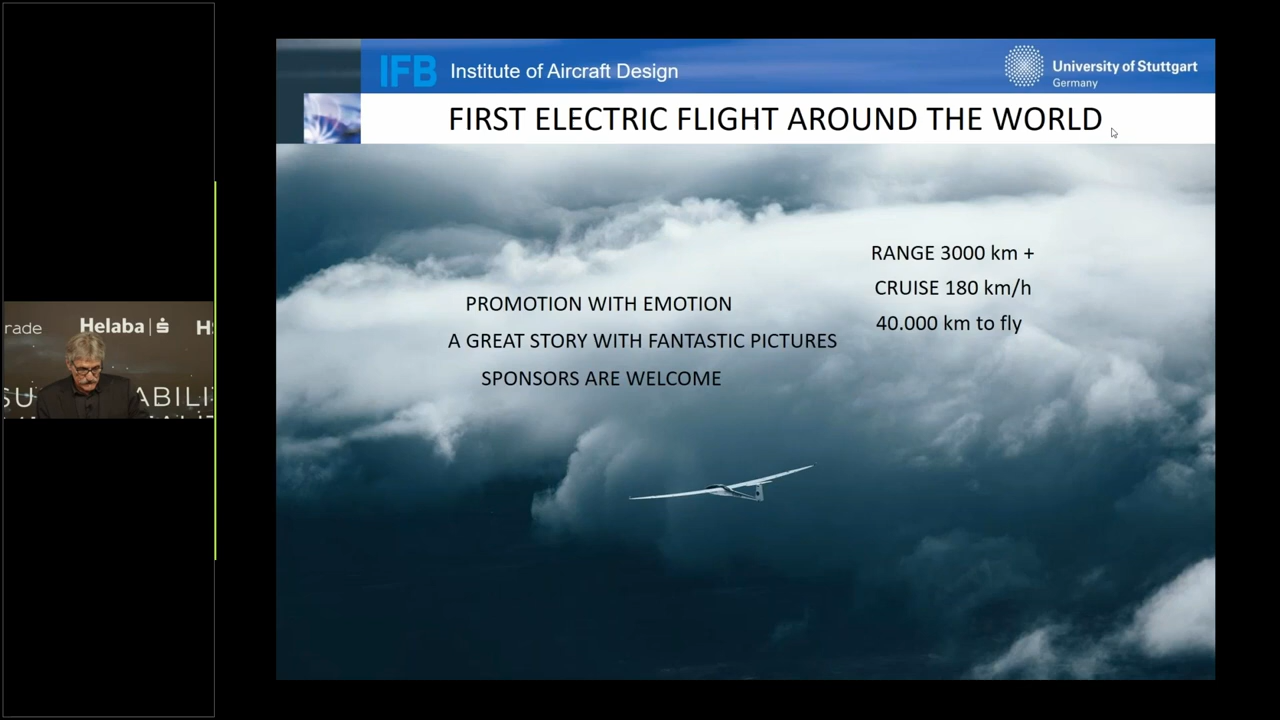 IFB Institute of Aircraft Design
University of Stuttgart
Germany
FIRST ELECTRIC FLIGHT AROUND THE WORLD
RANGE 3000 km +
CRUISE 180 km/h
40.000 km to fly
PROMOTION WITH EMOTION
A GREAT STORY WITH FANTASTIC PICTURES
SPONSORS ARE WELCOME
rade Helaba H
SU ABILI